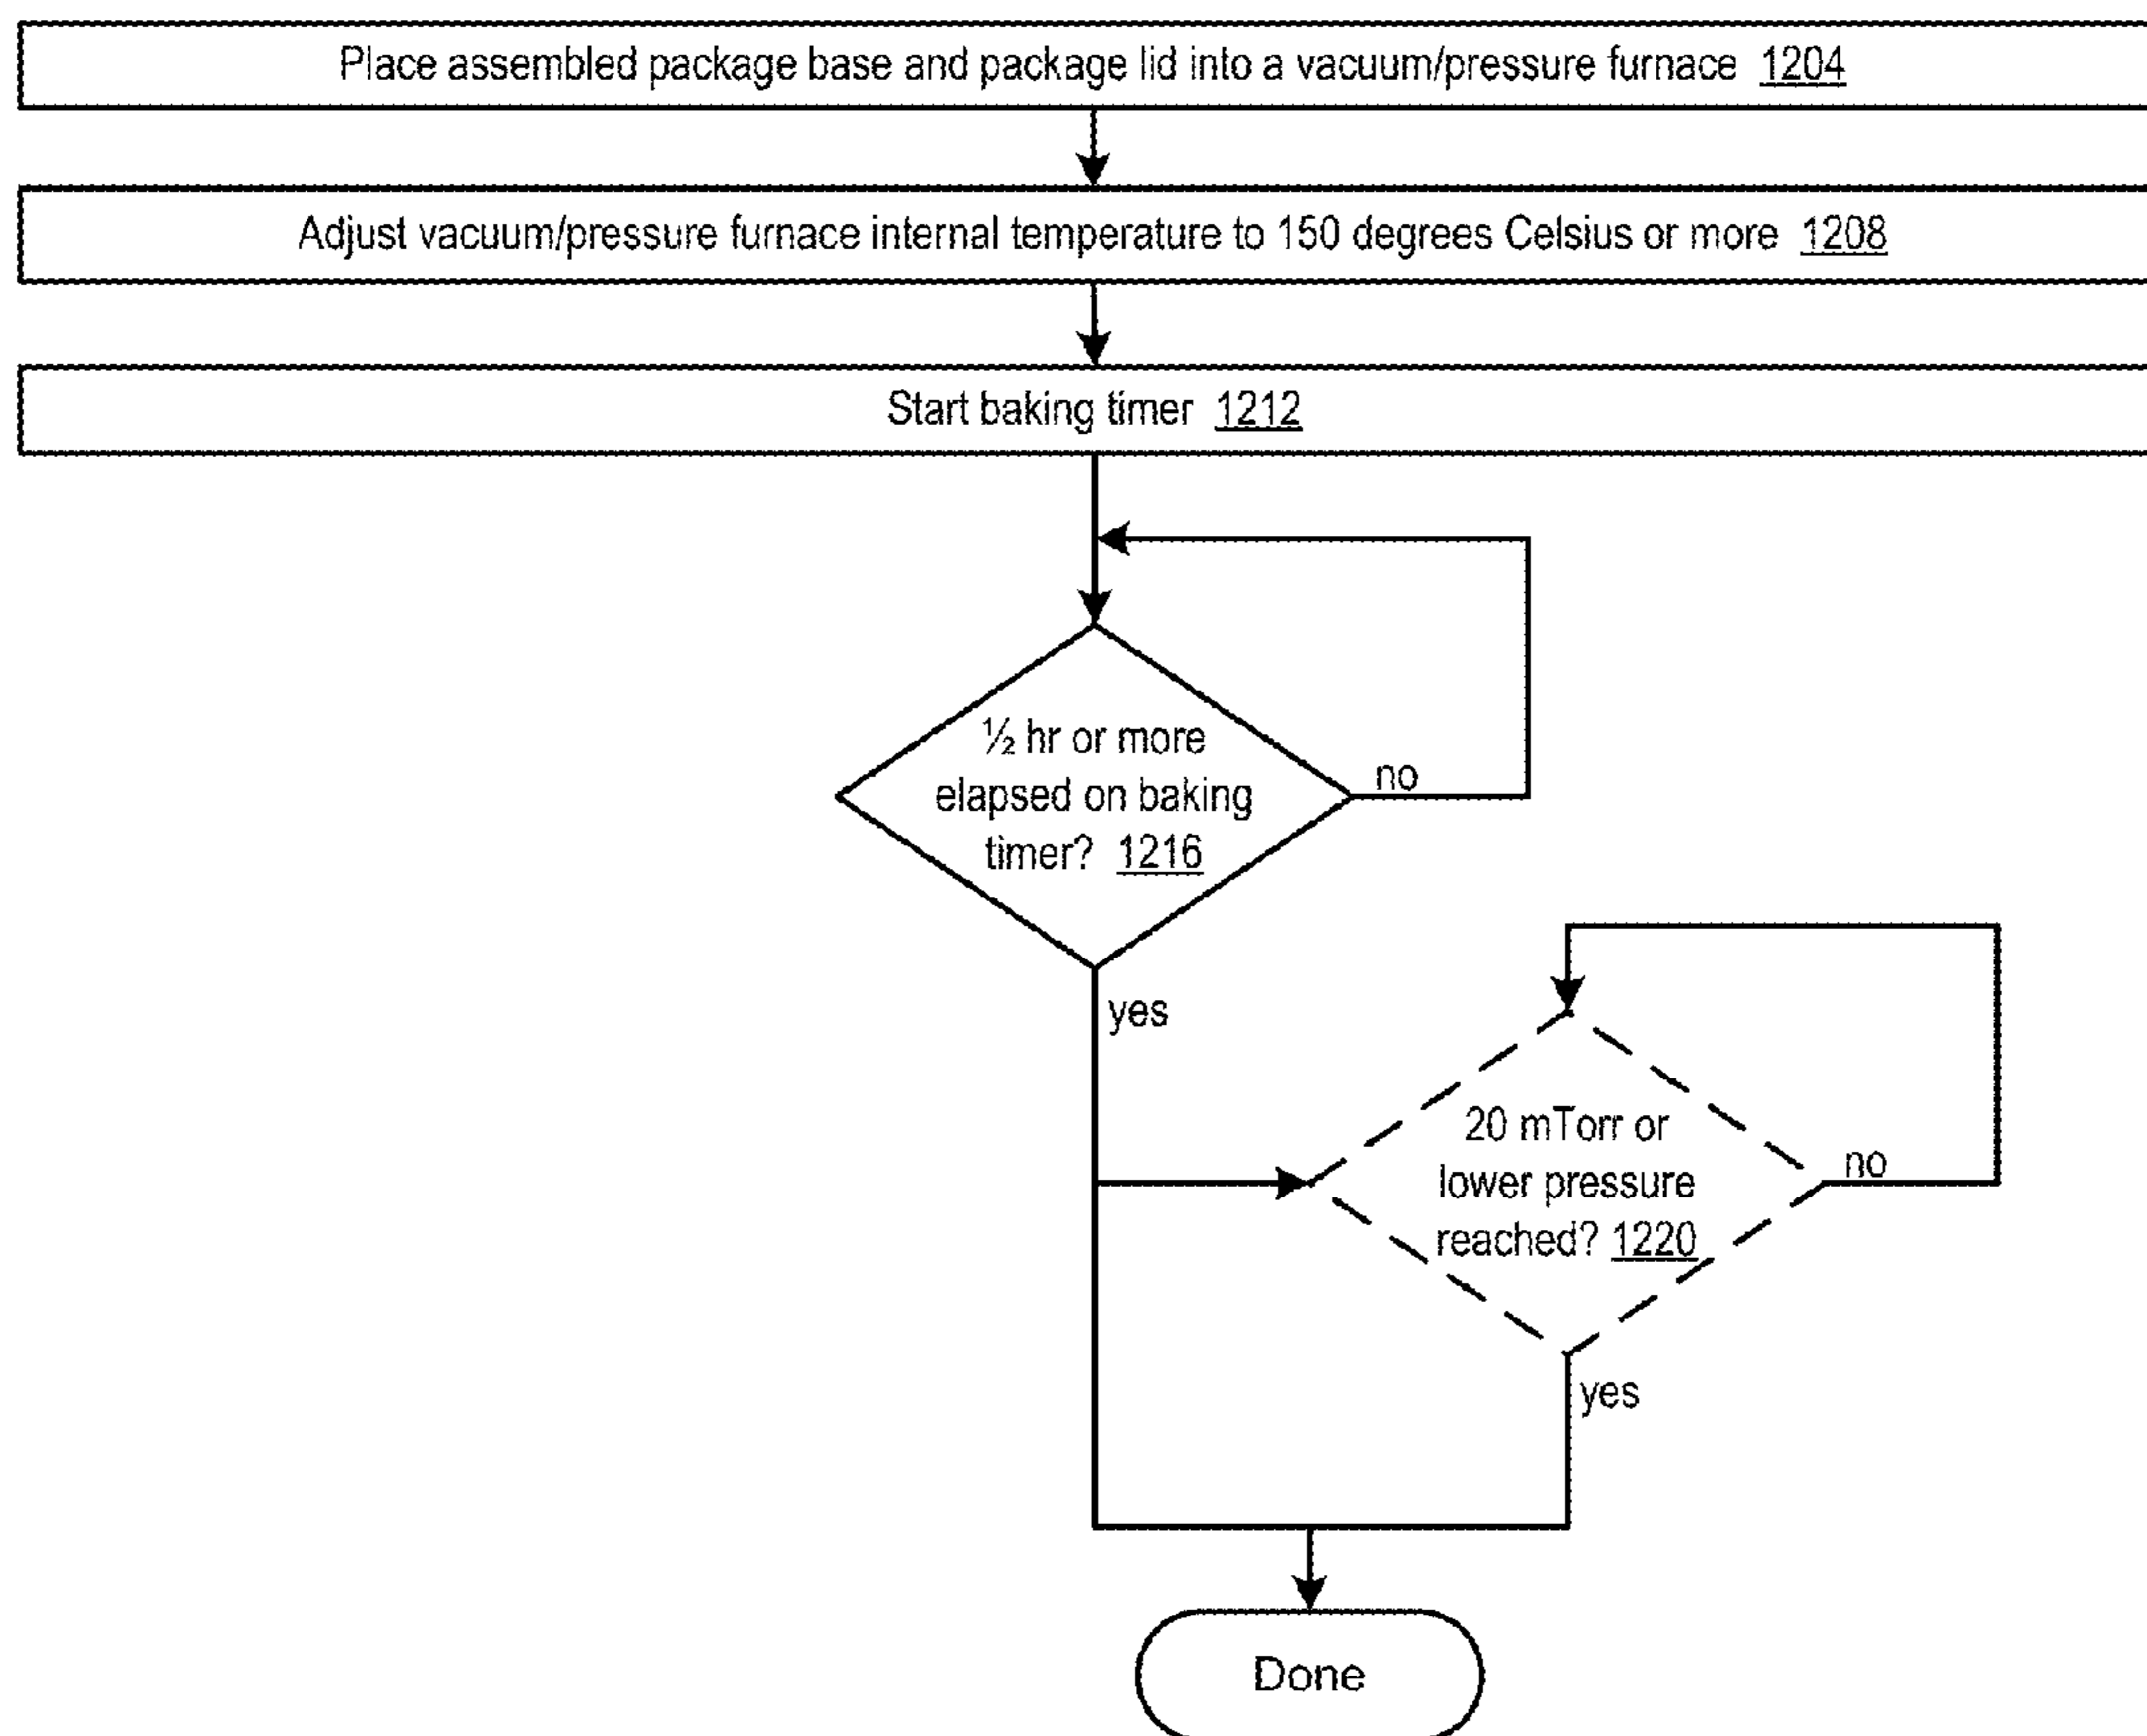 Place assembled package base and package lid into a vacuum/pressure furnace 1204
Adjust vacuum/pressure furnace internal temperature to 150 degrees Celsius or more 1208
Start baking timer 1212
½ hr or more
elapsed on baking
timer? 1216
no
yes
20 mTorr or
lower pressure
reached? 1220
no
yes
Done